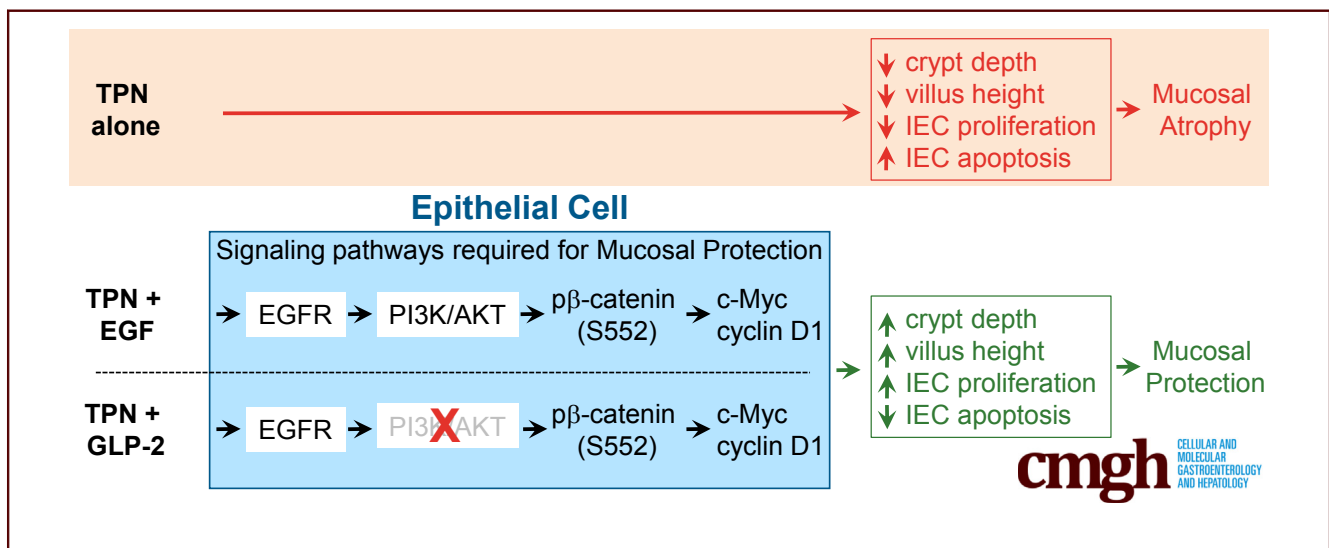 TPN
alone
↓ crypt depth
↓ villus height
↓ IEC proliferation
↑ IEC apoptosis
Mucosal
Atrophy
Epithelial Cell
Signaling pathways required for Mucosal Protection
TPN +
EGF
EGFR
PI3K/AKT
pβ-catenin
(S552)
c-Myc
cyclin D1
TPN +
GLP-2
EGFR
PI3K/AKT
X
pβ-catenin
(S552)
c-Myc
cyclin D1
↑ crypt depth
↑ villus height
↑ IEC proliferation
↓ IEC apoptosis
Mucosal
Protection
cmgh
CELLULAR AND
MOLECULAR
GASTROENTEROLOGY
AND HEPATOLOGY